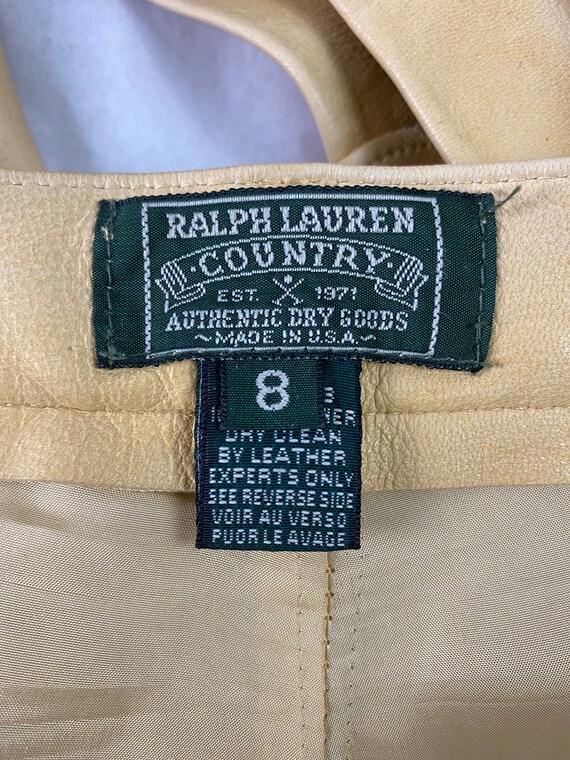 RALPH LAUREN
·COUNTRY·
EST. 1971
AUTHENTIC DRY GOODS
~MADE IN U.S.A~
8
DRY CLEAN
BY LEATHER
EXPERTS ONLY
SEE REVERSE SIDE
VOIR AU VERSO
PUOR LE AVAGE